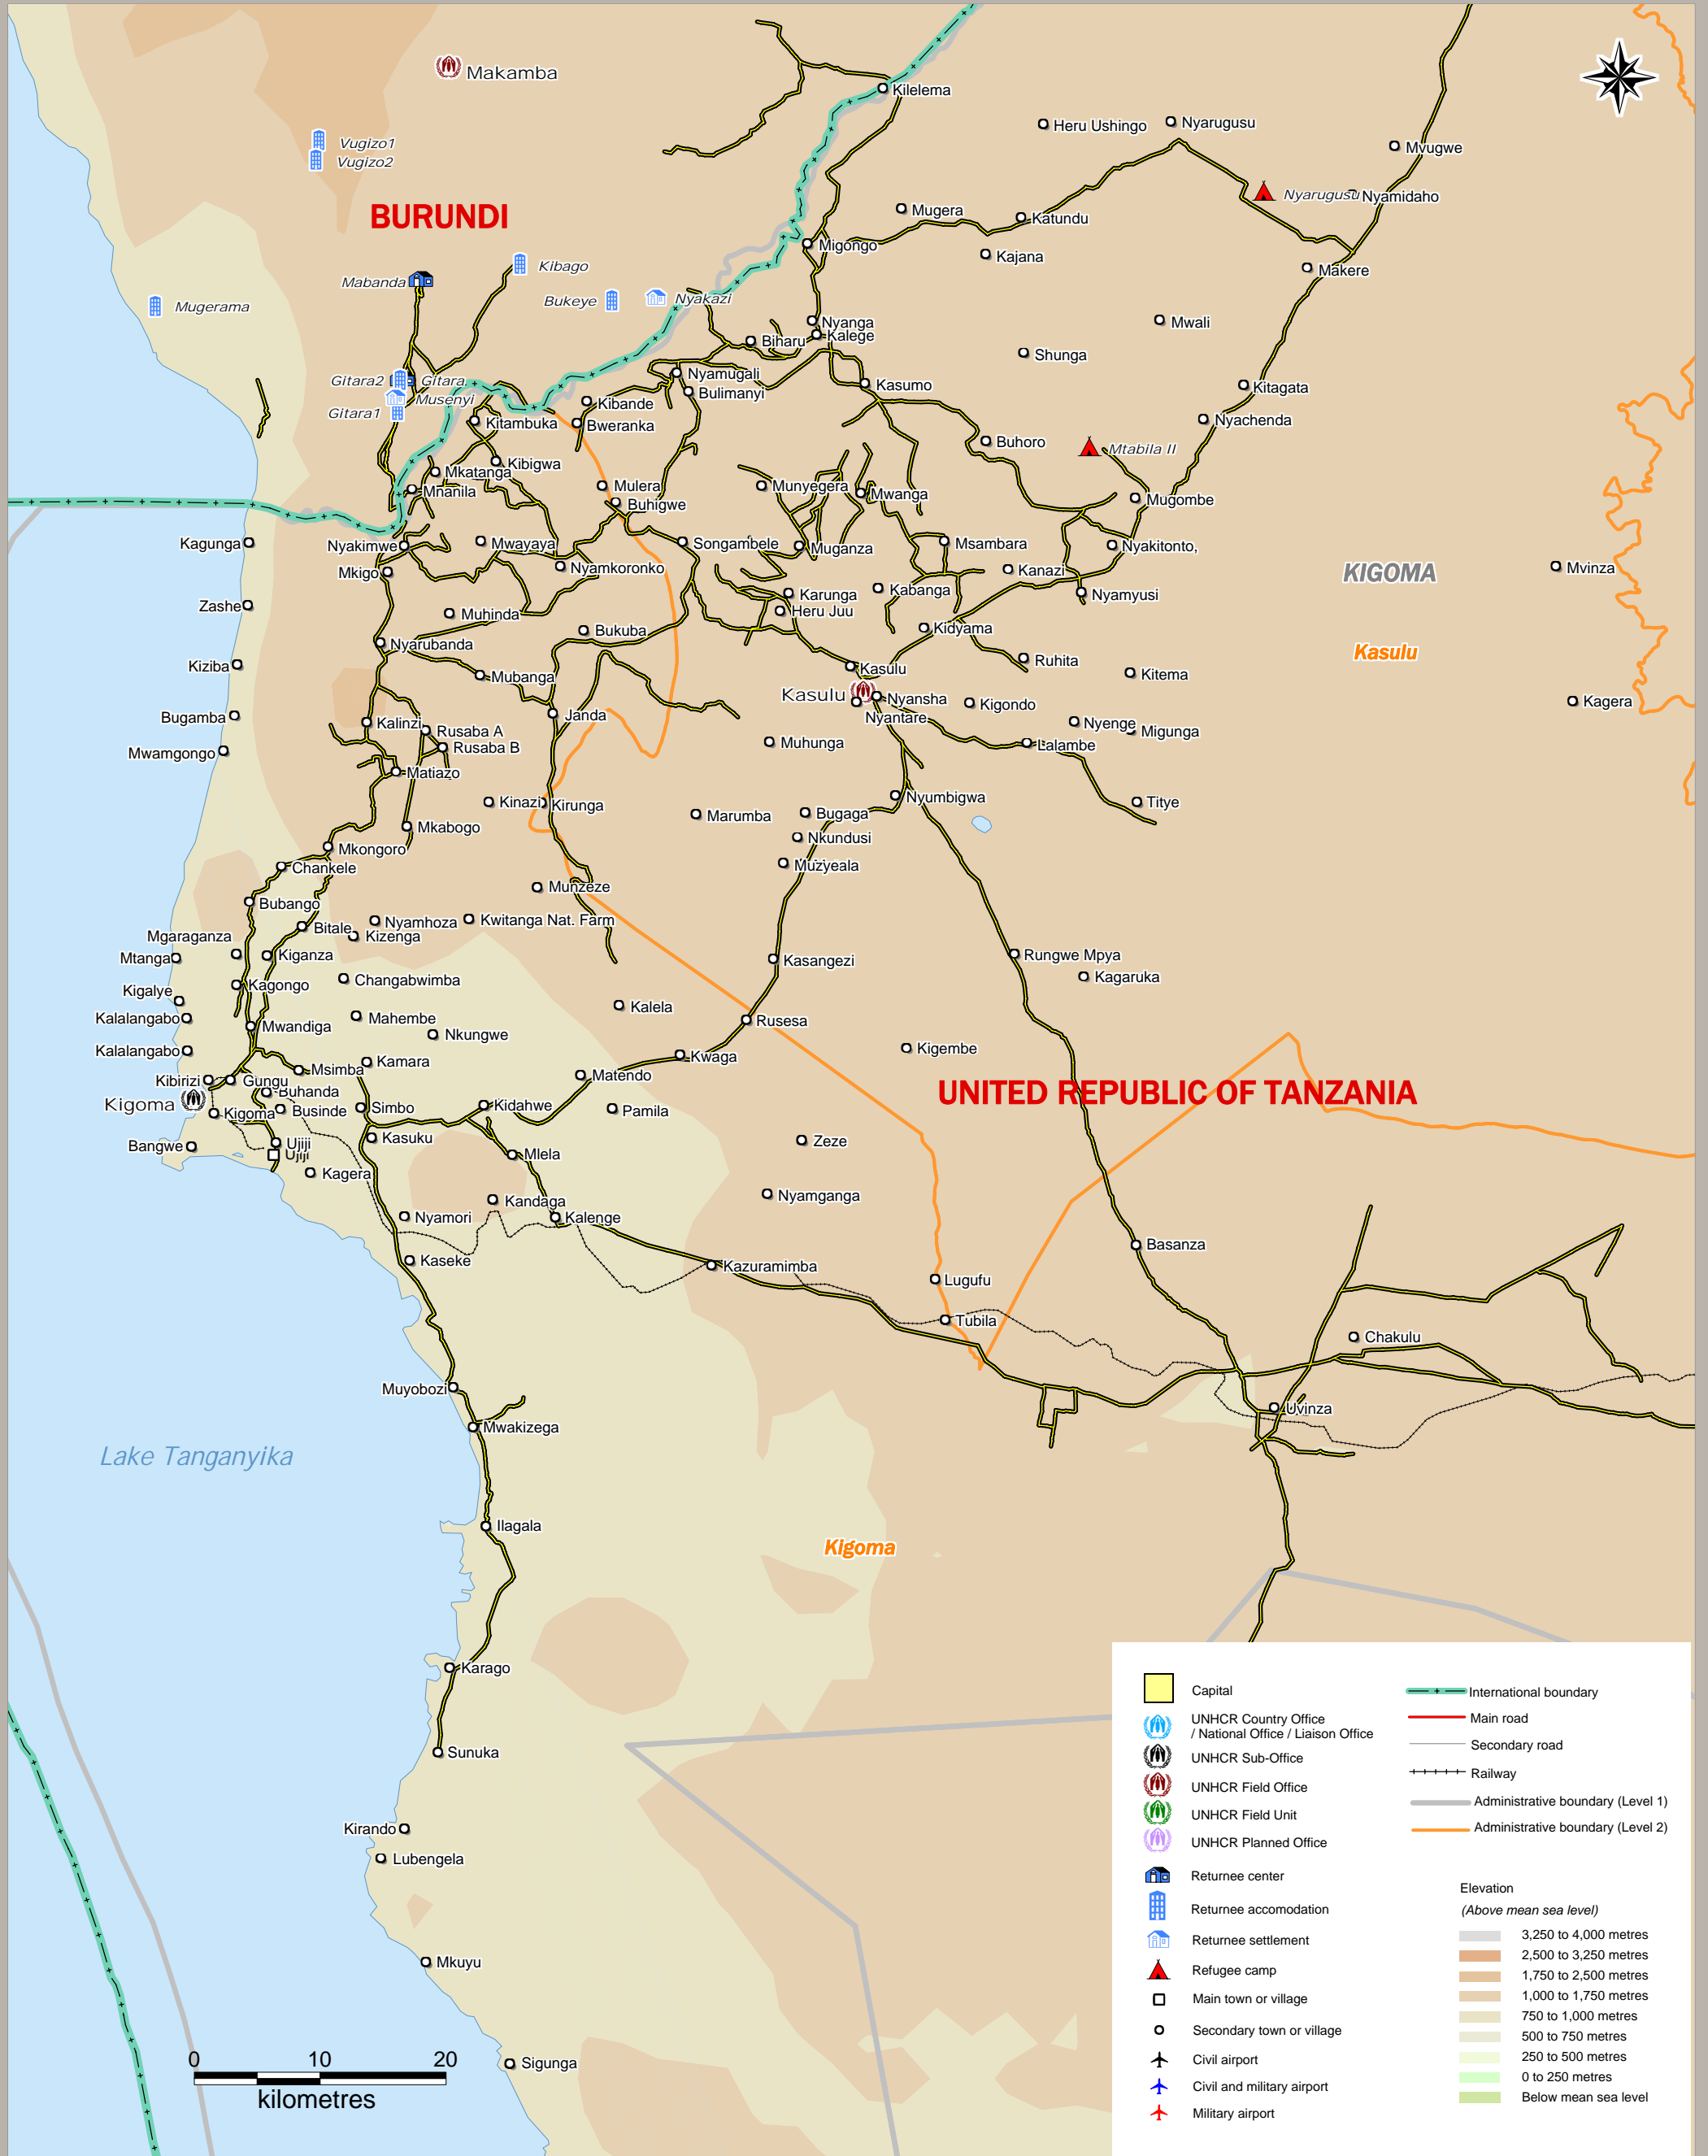 Makamba
Kilelema
Heru Ushingo
Nyarugusu
Vugizo1
Mvugwe
Vugizo2
Nyarugusu
Nyamidaho
BURUNDI
Mugera
Katundu
Migongo
Kajana
Kibago
Makere
Mabanda
Bukeye
Nyakazi
Mugerama
Nyanga
Mwali
Kalege
Biharu
Shunga
Nyamugali
Gitara2
Gitara
Kasumo
Kitagata
Bulimanyi
Musenyi
Kibande
Gitara1
Kitambuka
Bweranka
Nyachenda
Buhoro
Mtabila II
Kibigwa
Mkatanga
Mulera
Munyegera
Mnanila
Mwanga
Mugombe
Buhigwe
Kagunga
Nyakimwe
Mwayaya
Songambele
Muganza
Msambara
Nyakitonto,
Mkigo
Nyamkoronko
Kanazi
KIGOMA
Mvinza
Zashe
Muhinda
Karunga
Kabanga
Nyamyusi
Heru Juu
Bukuba
Kidyama
Nyarubanda
Kasulu
Kiziba
Mubanga
Kasulu
Ruhita
Kitema
Kasulu
Nyansha
Kigondo
Kagera
Bugamba
Kalinzi
Janda
Nyantare
Nyenge
Migunga
Rusaba A
Mwamgongo
Rusaba B
Muhunga
Lalambe
Matiazo
Kinazi
Kirunga
Nyumbigwa
Titye
Marumba
Bugaga
Mkabogo
Nkundusi
Mkongoro
Chankele
Muzyeala
Munzeze
Bubango
Nyamhoza
Kwitanga Nat. Farm
Bitale
Mgaraganza
Kizenga
Mtanga
Kiganza
Kasangezi
Rungwe Mpya
Kagongo
Changabwimba
Kagaruka
Kigalye
Kalela
Kalalangabo
Mwandiga
Mahembe
Rusesa
Nkungwe
Kalalangabo
Kigembe
Kwaga
Msimba
Kamara
Kibirizi
Gungu
Matendo
Buhanda
UNITED REPUBLIC OF TANZANIA
Kigoma
Kigoma
Businde
Simbo
Kidahwe
Pamila
Bangwe
Ujiji
Kasuku
Zeze
Ujiji
Mlela
Kagera
Kandaga
Nyamganga
Nyamori
Kalenge
Basanza
Kaseke
Kazuramimba
Lugufu
Tubila
Chakulu
Muyobozi
Uvinza
Mwakizega
Lake Tanganyika
Ilagala
Kigoma
Karago
Sunuka
Kirando
Lubengela
Mkuyu
Sigunga
0 10 20
kilometres
Capital
UNHCR Country Office
/ National Office / Liaison Office
UNHCR Sub-Office
UNHCR Field Office
UNHCR Field Unit
UNHCR Planned Office
Returnee center
Returnee accomodation
Returnee settlement
Refugee camp
Main town or village
Secondary town or village
Civil airport
Civil and military airport
Military airport
International boundary
Main road
Secondary road
Railway
Administrative boundary (Level 1)
Administrative boundary (Level 2)
Elevation
(Above mean sea level)
3,250 to 4,000 metres
2,500 to 3,250 metres
1,750 to 2,500 metres
1,000 to 1,750 metres
750 to 1,000 metres
500 to 750 metres
250 to 500 metres
0 to 250 metres
Below mean sea level